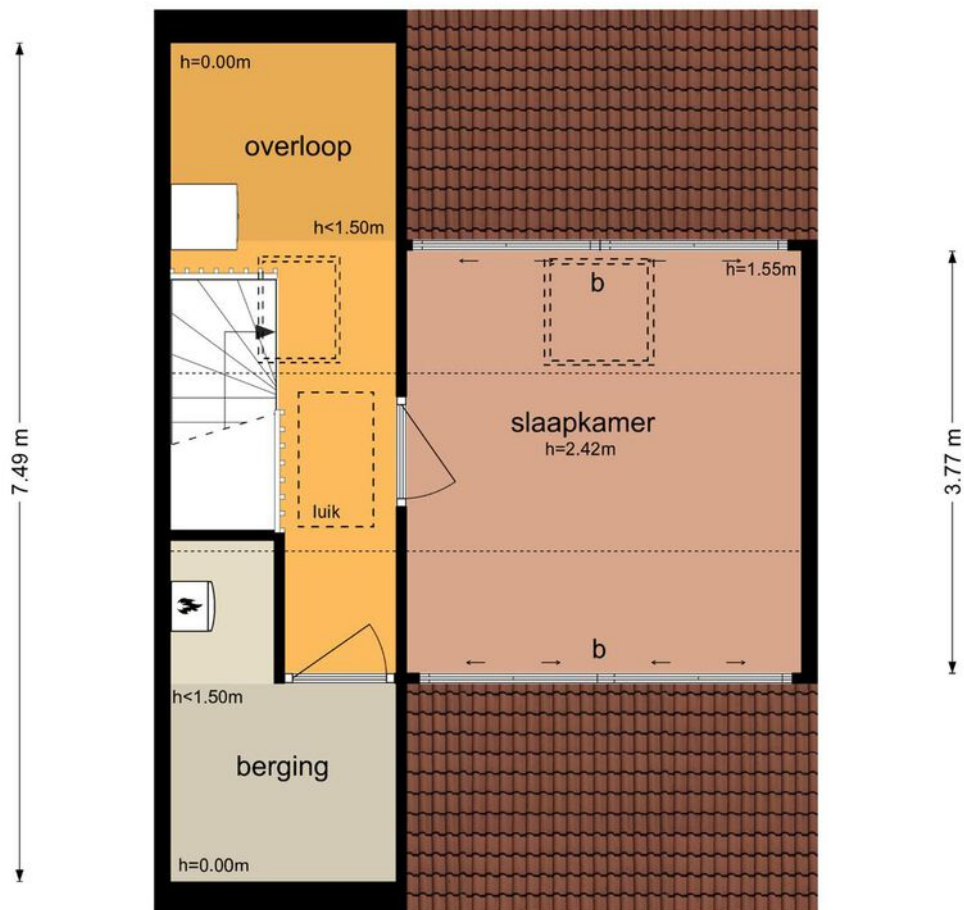 h=0.00m
overloop
h<1.50m
b
h=1.55m
slaapkamer
h=2.42m
7.49 m
3.77 m
luik
b
h<1.50m
berging
h=0.00m